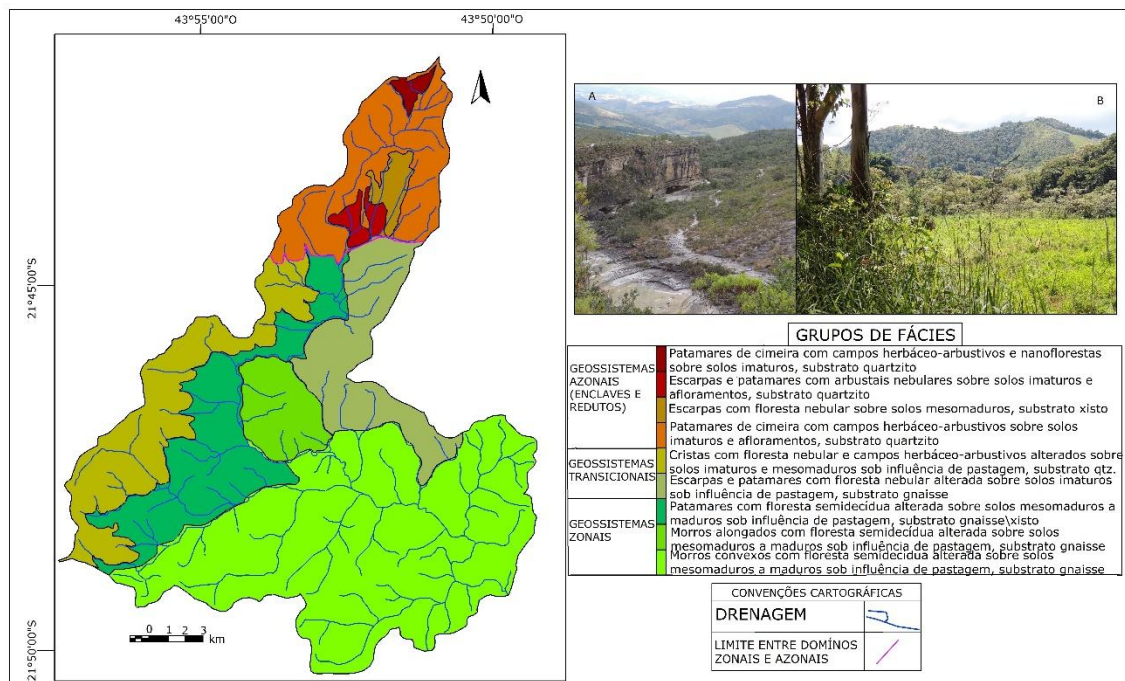 43°55'00"O
43°50'00"O
21°45'00"S
21°50'00"S
0 1 2 3
km
A
B
GRUPOS DE FÁCIES
GEOSSISTEMAS
AZONAIS
(ENCLAVES E
REDUTOS)
Patamares de cimeira com campos herbáceo-arbustivos e nanoflorestas
sobre solos imaturos, substrato quartzito
Escarpas e patamares com arbustais nebulares sobre solos imaturos e
afloramentos, substrato quartzito
Escarpas com floresta nebular sobre solos mesomaduros, substrato xisto
Patamares de cimeira com campos herbáceo-arbustivos sobre solos
imaturos e afloramentos, substrato quartzito
GEOSSISTEMAS
TRANSICIONAIS
Cristas com floresta nebular e campos herbáceo-arbustivos alterados sobre
solos imaturos e mesomaduros sob influência de pastagem, substrato qtz.
Escarpas e patamares com floresta nebular alterada sobre solos imaturos
sob influência de pastagem, substrato gnaisse
GEOSSISTEMAS
ZONAIS
Patamares com floresta semidecídua alterada sobre solos mesomaduros a
maduros sob influência de pastagem, substrato gnaisse\xisto
Morros alongados com floresta semidecídua alterada sobre solos
mesomaduros a maduros sob influência de pastagem, substrato gnaisse
Morros convexos com floresta semidecídua alterada sobre solos
mesomaduros a maduros sob influência de pastagem, substrato gnaisse
CONVENÇÕES CARTOGRÁFICAS
DRENAGEM
LIMITE ENTRE DOMÍNOS
ZONAIS E AZONAIS